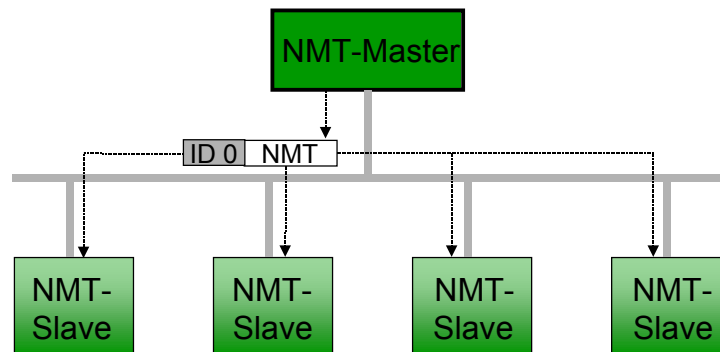 NMT-Master
ID 0 NMT
NMT-
Slave
NMT-
Slave
NMT-
Slave
NMT-
Slave